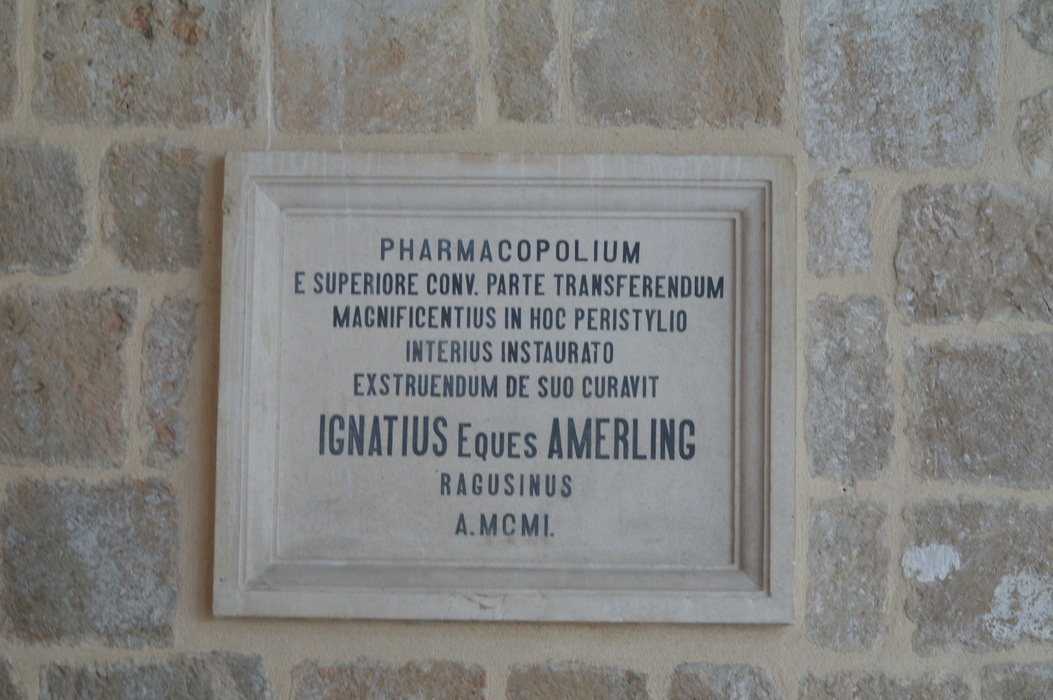 PHARMACOPOLIUM
E SUPERIORE CONV. PARTE TRANSFERENDUM
MAGNIFICENTIUS IN HOC PERISTYLIO
INTERIUS INSTAURATO
EXSTRUENDUM DE SUO CURAVIT
IGNATIUS EQUES AMERLING
RAGUSINUS
A. MCMI.